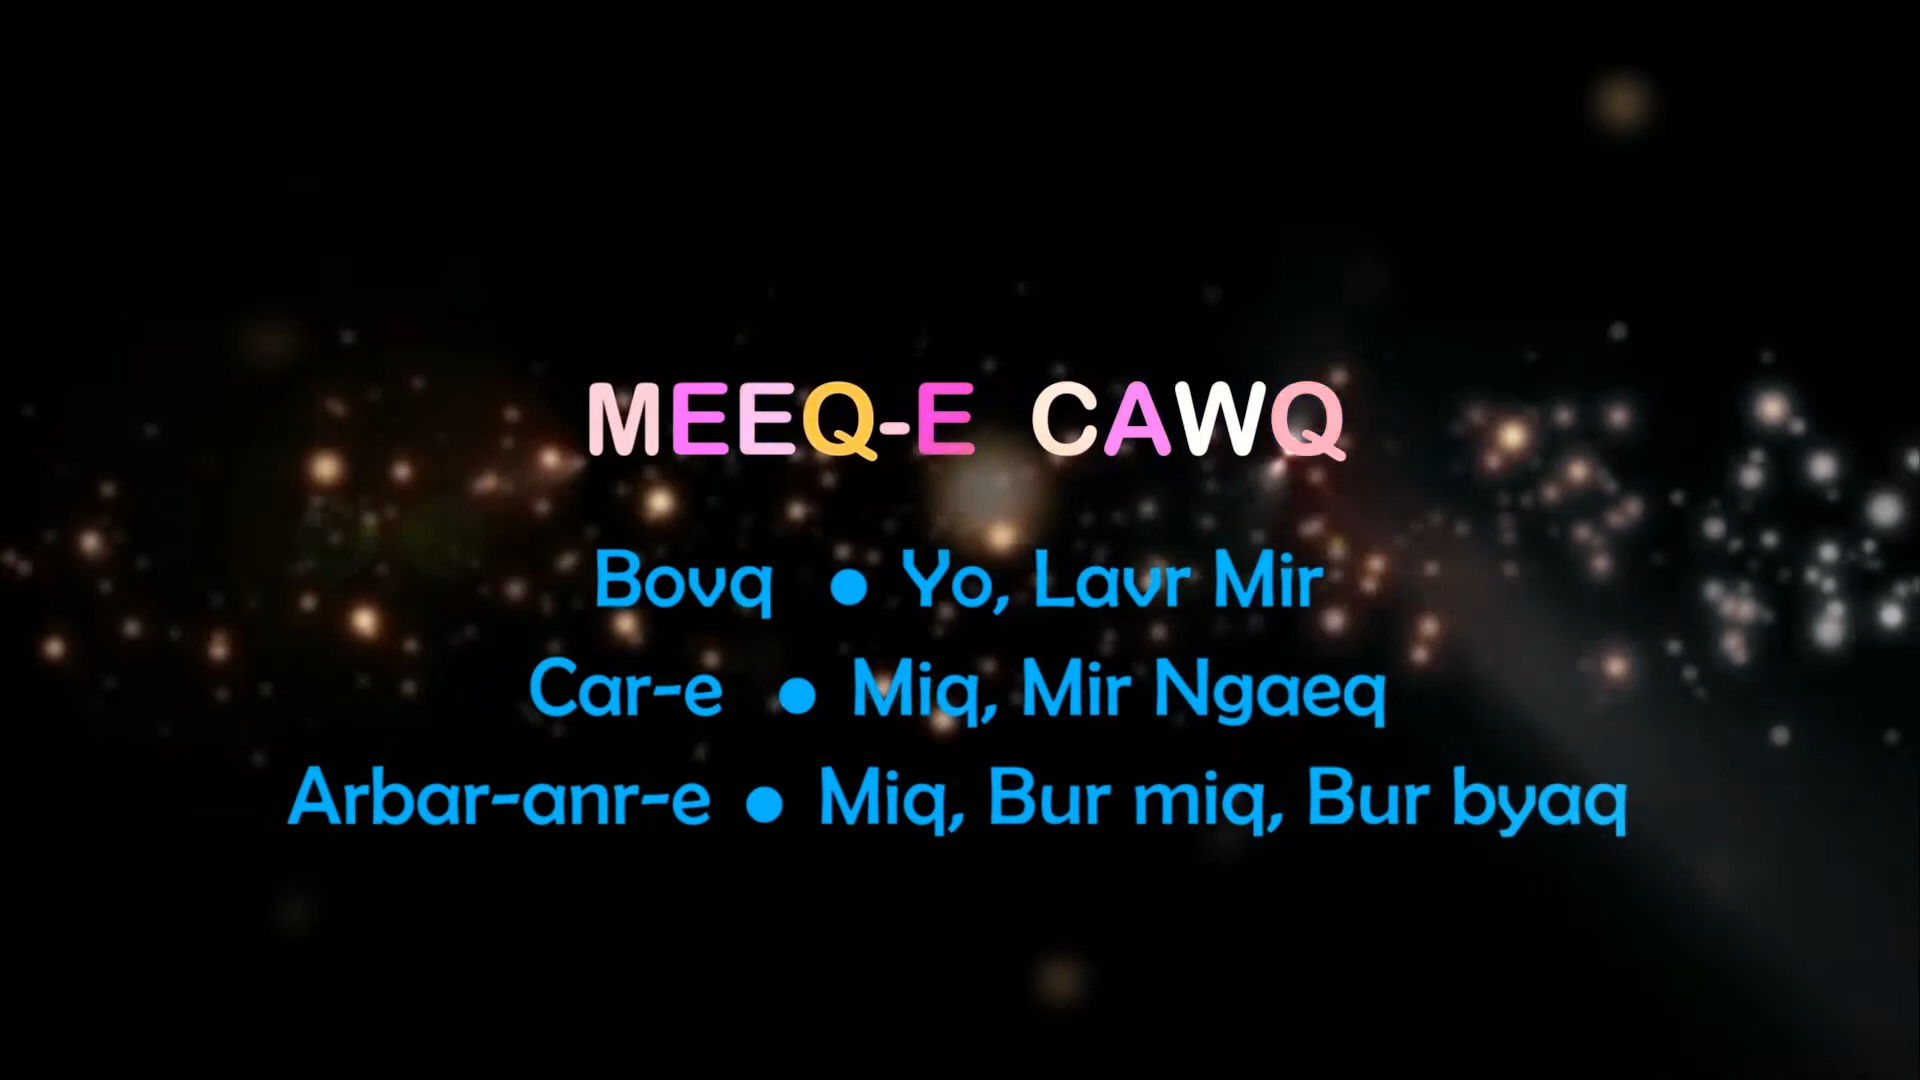 MEEQ-E CAWQ
Bovq ● Yo, Lavr Mir
Car-e ● Miq, Mir Ngaeq
Arbar-anr-e ● Miq, Bur miq, Bur byaq